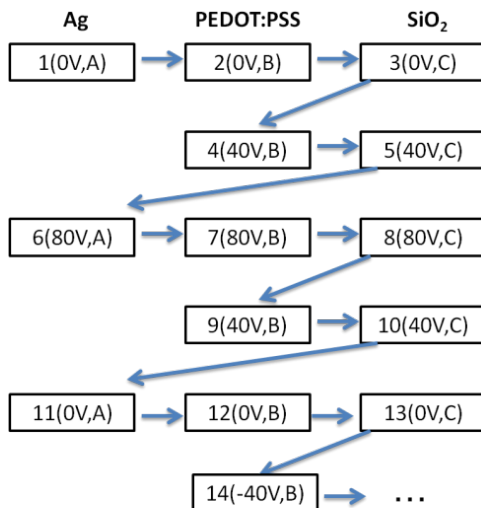 Ag PEDOT:PSS SiO₂
1(0V,A) 2(0V,B) 3(0V,C)
4(40V,B) 5(40V,C)
6(80V,A) 7(80V,B) 8(80V,C)
9(40V,B) 10(40V,C)
11(0V,A) 12(0V,B) 13(0V,C)
14(-40V,B) ...